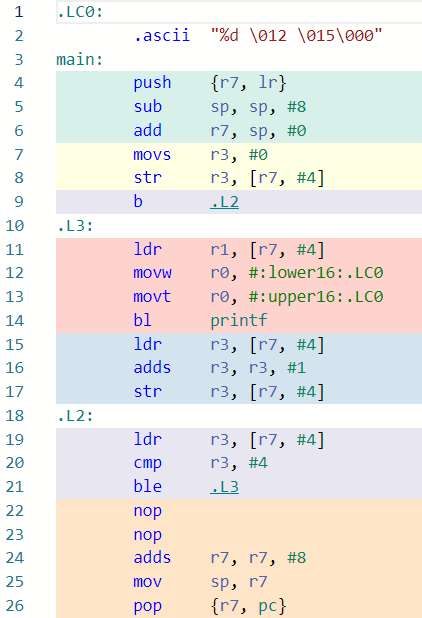 1 .LC0:
2 .ascii "%d \012 \015\000"
3 main:
4 push {r7, lr}
5 sub sp, sp, #8
6 add r7, sp, #0
7 movs r3, #0
8 str r3, [r7, #4]
9 b .L2
10 .L3:
11 ldr r1, [r7, #4]
12 movw r0, #:lower16:.LC0
13 movt r0, #:upper16:.LC0
14 bl printf
15 ldr r3, [r7, #4]
16 adds r3, r3, #1
17 str r3, [r7, #4]
18 .L2:
19 ldr r3, [r7, #4]
20 cmp r3, #4
21 ble .L3
22 nop
23 nop
24 adds r7, r7, #8
25 mov sp, r7
26 pop {r7, pc}